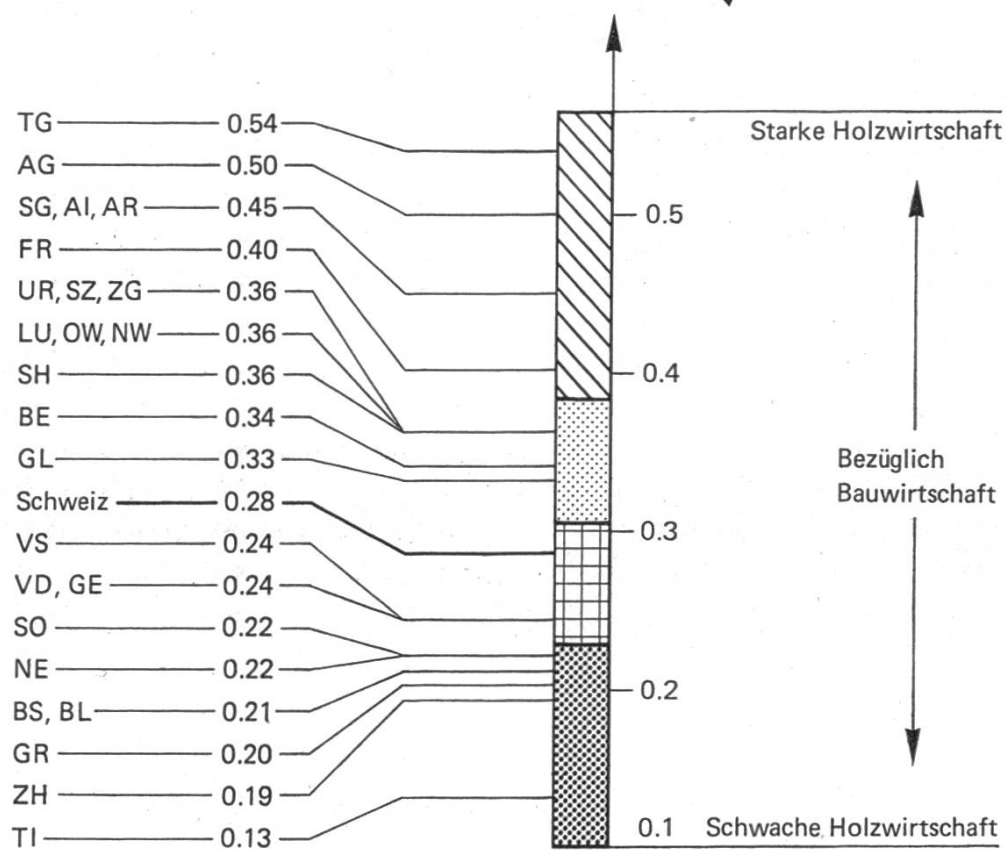 TG 0.54
AG 0.50
SG, AI, AR 0.45
FR 0.40
UR, SZ, ZG 0.36
LU, OW, NW 0.36
SH 0.36
BE 0.34
GL 0.33
Schweiz 0.28
VS 0.24
VD, GE 0.24
SO 0.22
NE 0.22
BS, BL 0.21
GR 0.20
ZH 0.19
TI 0.13
0.5
0.4
0.3
0.2
0.1
Starke Holzwirtschaft
Bezüglich
Bauwirtschaft
Schwache Holzwirtschaft